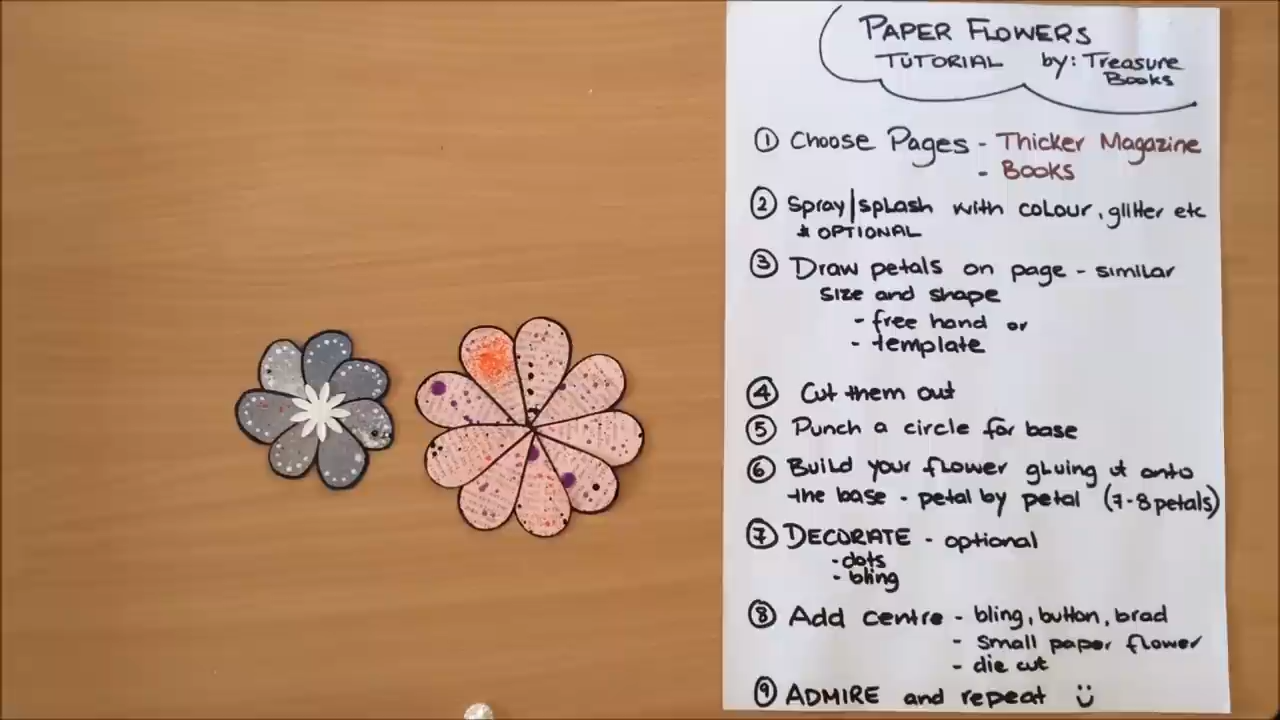 PAPER FLOWERS
TUTORIAL by: Treasure
Books
① Choose Pages - Thicker Magazine
- Books
② Spray/splash with colour, glitter etc
* OPTIONAL
③ Draw petals on page - similar
size and shape
- free hand or
- template
④ Cut them out
⑤ Punch a circle for base
⑥ Build your flower gluing it onto
the base - petal by petal (7-8 petals)
⑦ DECORATE - optional
- dots
- bling
⑧ Add centre - bling, button, brad
- Small paper flower
- die cut
⑨ ADMIRE and repeat :)